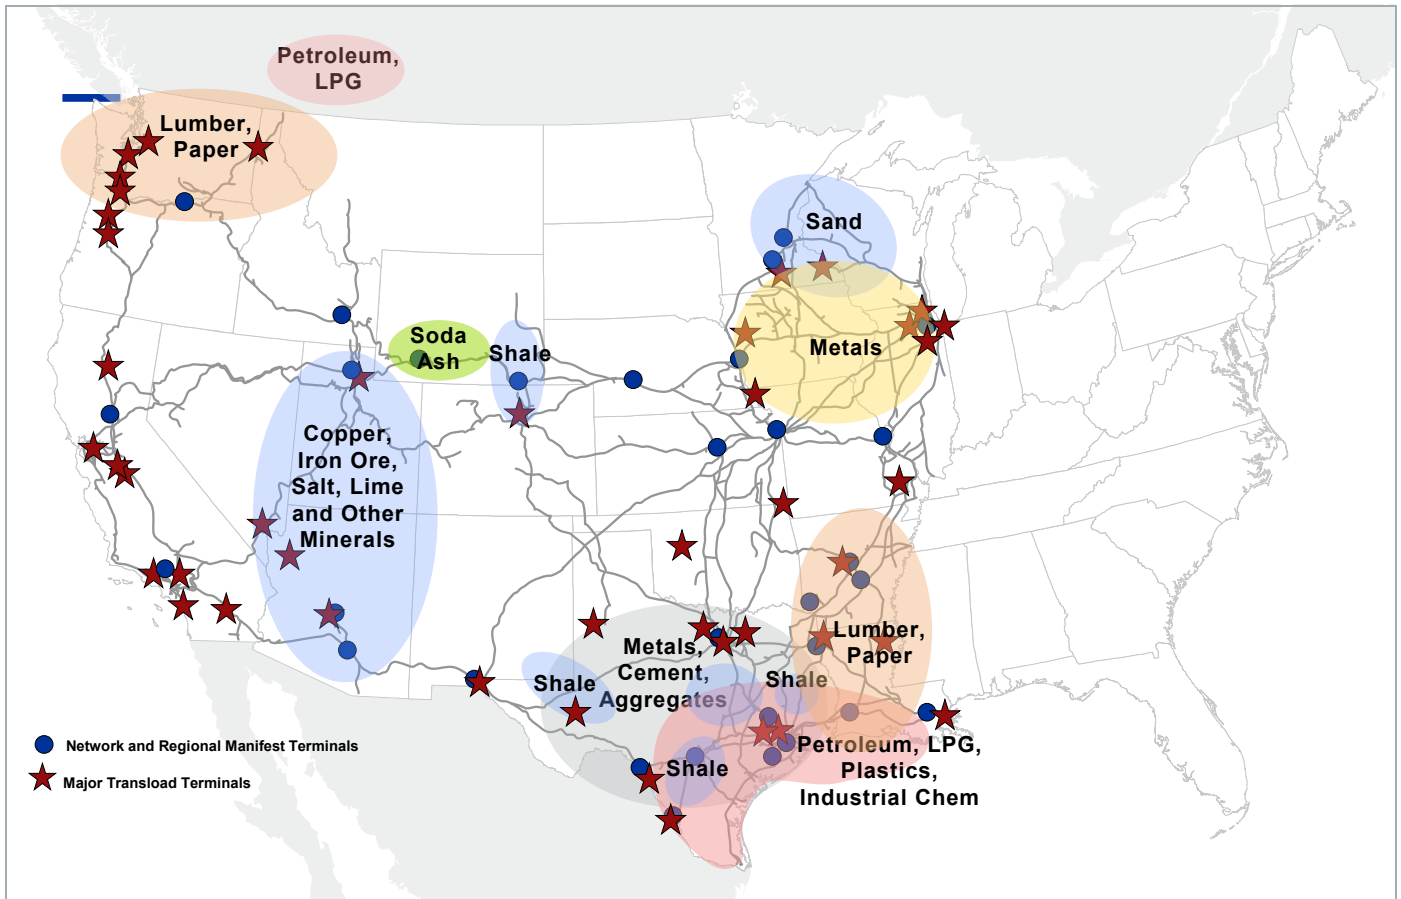 Petroleum,
LPG
Lumber,
Paper
Sand
Soda
Ash
Shale
Metals
Copper,
Iron Ore,
Salt, Lime
and Other
Minerals
Lumber,
Paper
Metals,
Cement,
Aggregates
Shale
Shale
Shale
Petroleum, LPG,
Plastics,
Industrial Chem
Network and Regional Manifest Terminals
Major Transload Terminals